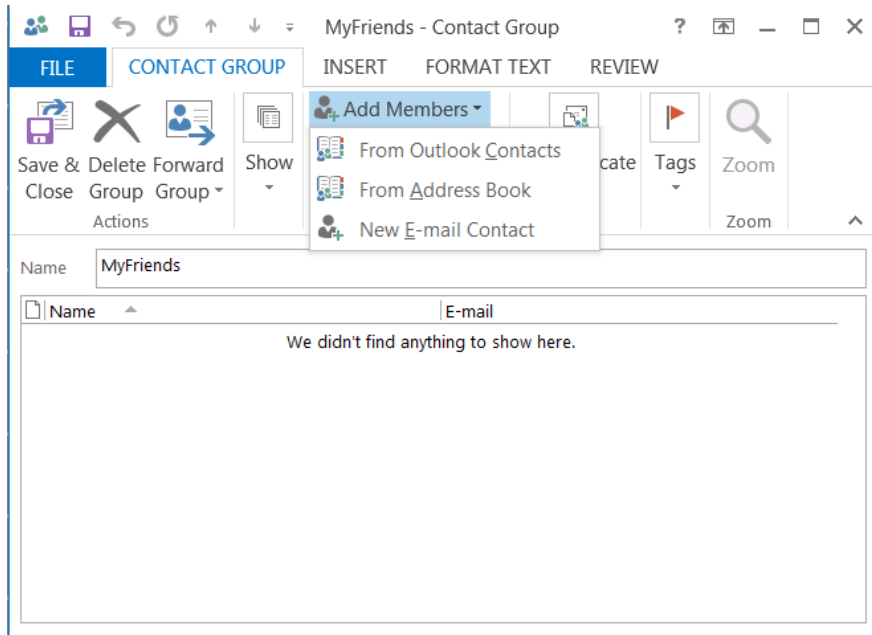 MyFriends - Contact Group ?
FILE CONTACT GROUP INSERT FORMAT TEXT REVIEW
Add Members
Save & Close Delete Group Forward Group Show cate Tags Zoom
From Outlook Contacts
From Address Book
New E-mail Contact
Actions Zoom
Name MyFriends
Name E-mail
We didn't find anything to show here.